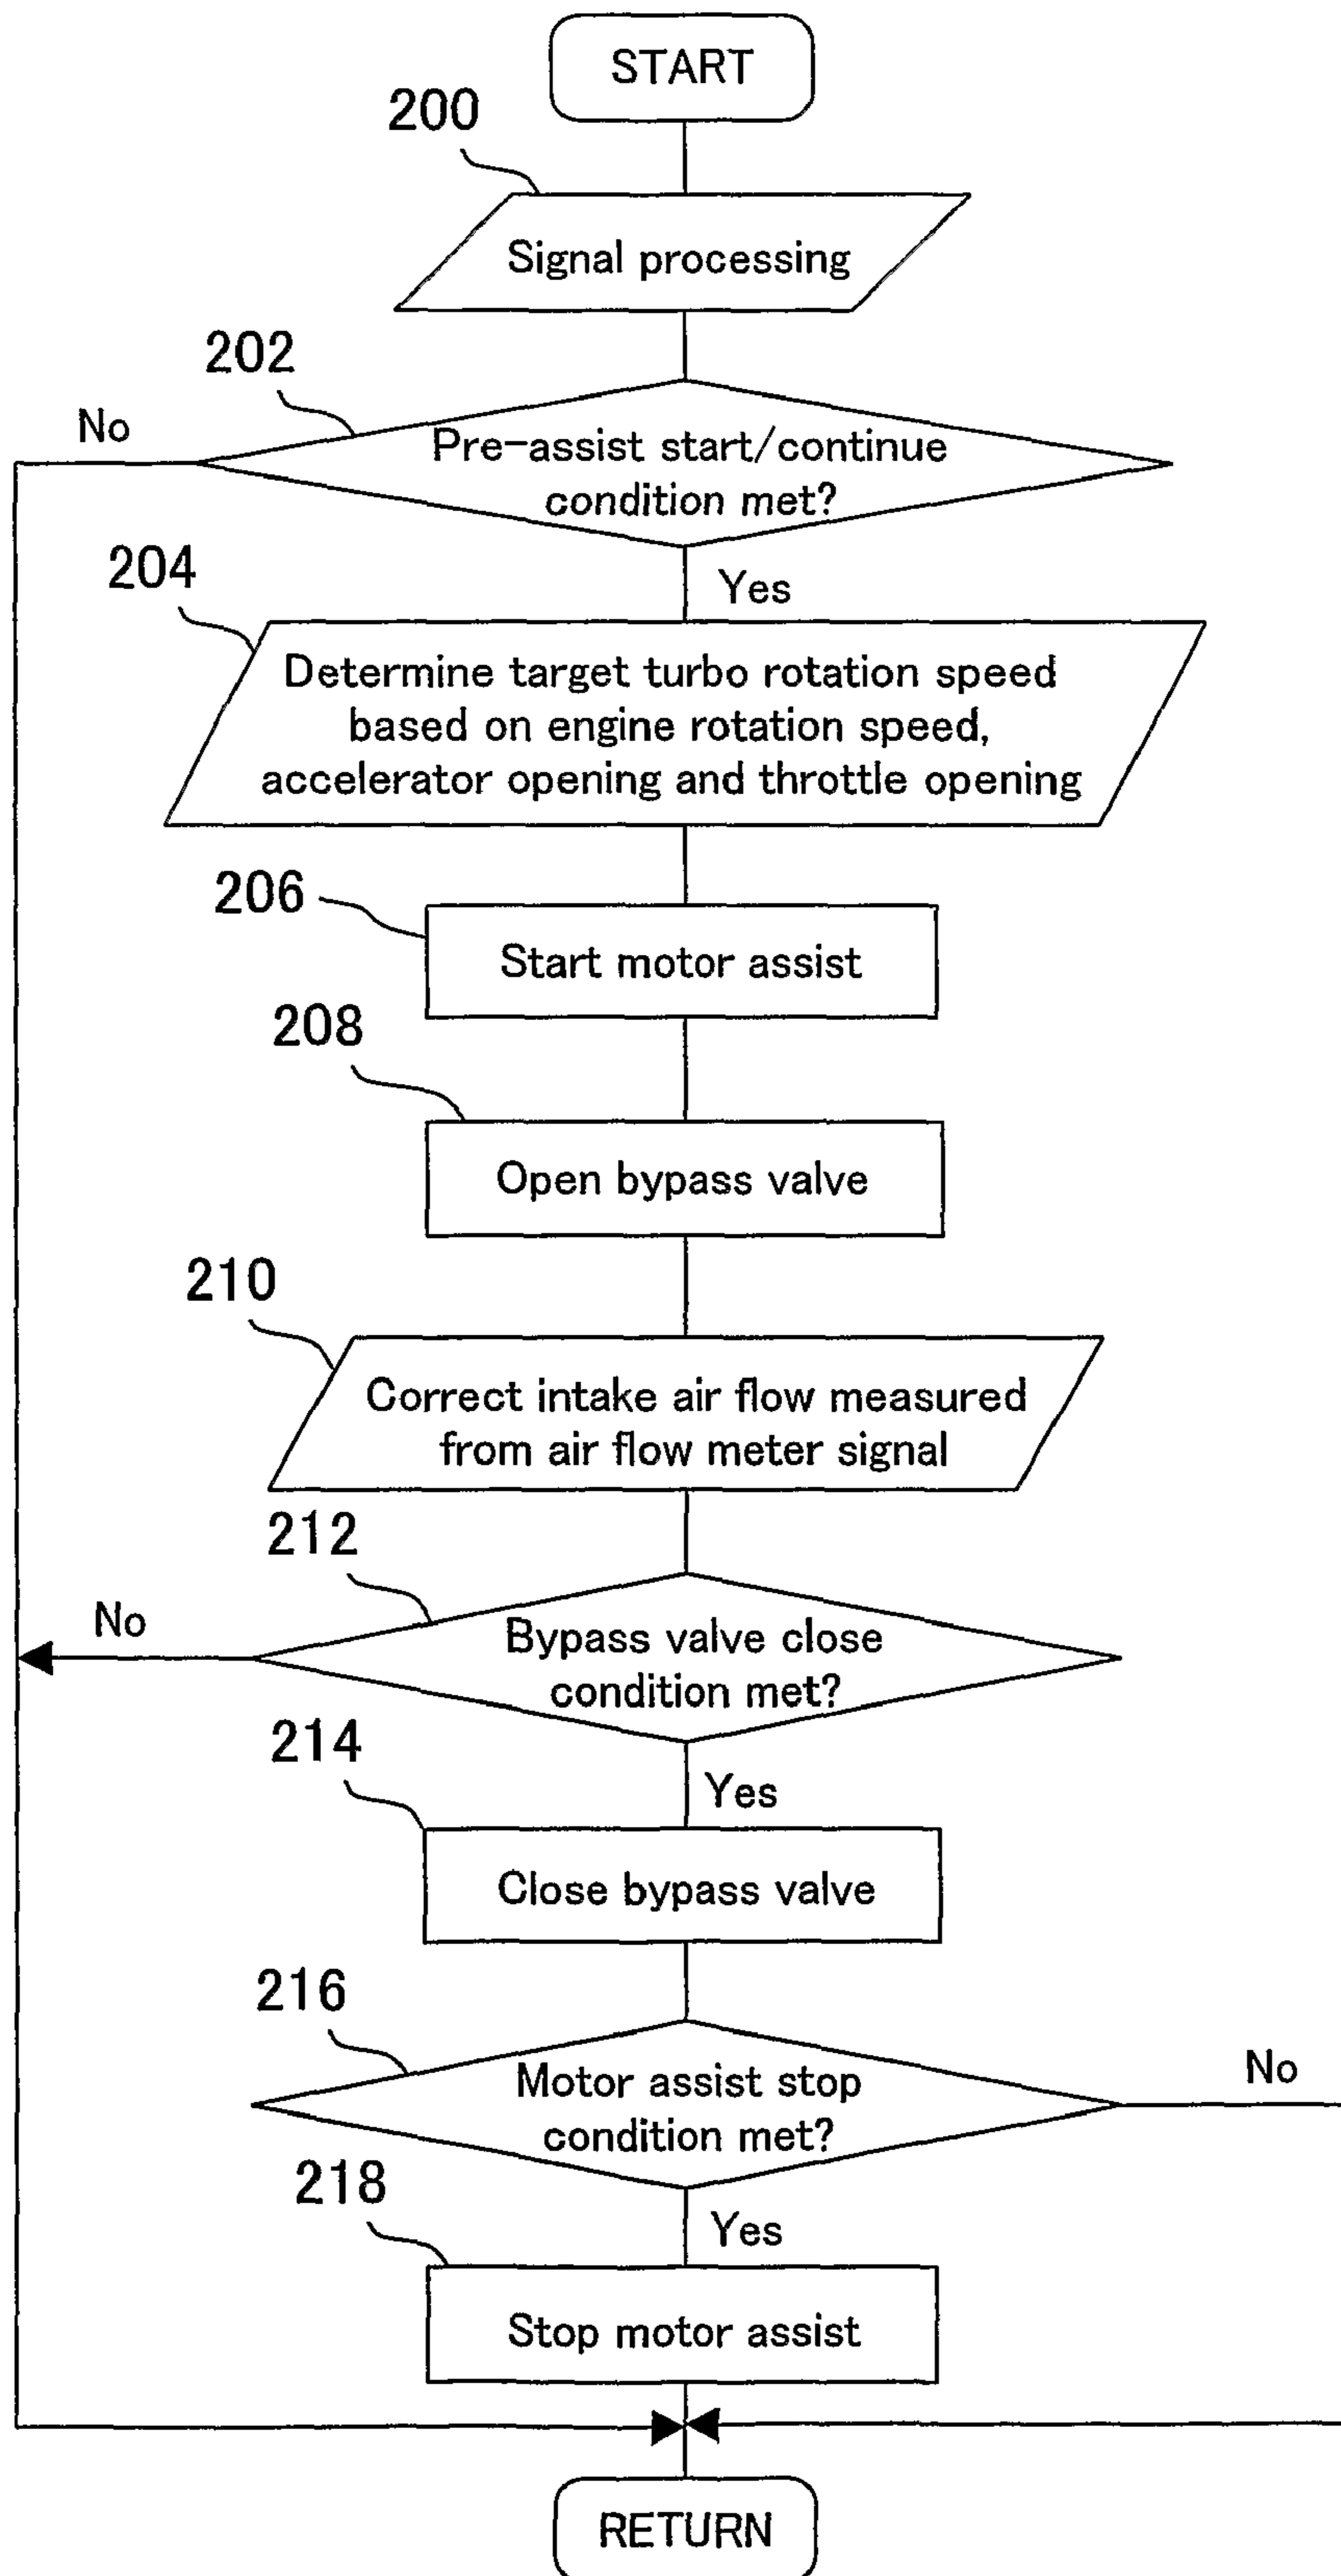 START
200
Signal processing
202
No
Pre-assist start/continue
condition met?
204
Yes
Determine target turbo rotation speed
based on engine rotation speed,
accelerator opening and throttle opening
206
Start motor assist
208
Open bypass valve
210
Correct intake air flow measured
from air flow meter signal
212
No
Bypass valve close
condition met?
214
Yes
Close bypass valve
216
Motor assist stop
condition met?
No
218
Yes
Stop motor assist
RETURN